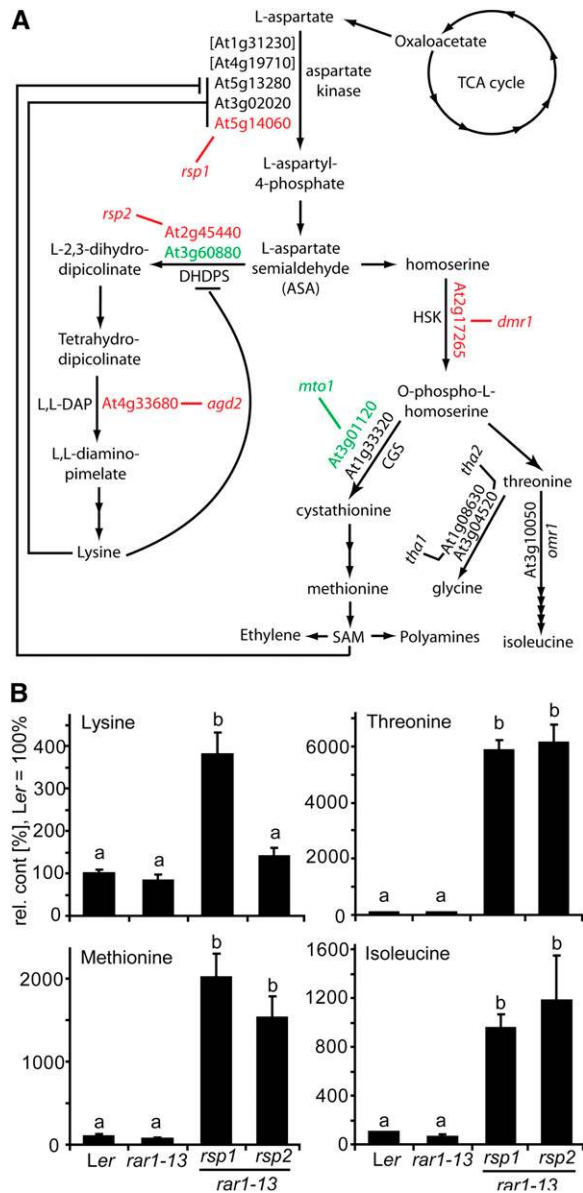 A
L-aspartate
Oxaloacetate
TCA cycle
[At1g31230]
[At4g19710]
At5g13280
At3g02020
At5g14060
aspartate
kinase
rsp1
L-aspartyl-
4-phosphate
rsp2
At2g45440
At3g60880
DHDPS
L-2,3-dihydro-
dipicolinate
L-aspartate
semialdehyde
(ASA)
homoserine
HSK
At2g17265
dmr1
Tetrahydro-
dipicolinate
L,L-DAP
At4g33680
agd2
L,L-diamino-
pimelate
Lysine
O-phospho-L-
homoserine
mto1
At3g01120
At1g33320
CGS
cystathionine
methionine
Ethylene
SAM
Polyamines
tha2
tha1
At1g08630
At3g04520
glycine
threonine
At3g10050
omr1
isoleucine
B
rel. cont [%], Ler = 100%
Lysine
400
300
200
100
0
a
a
b
a
Threonine
6000
4000
2000
0
a
a
b
b
Methionine
2000
1000
0
a
a
b
b
Isoleucine
1600
1200
800
400
0
a
a
b
b
Ler
rar1-13
rsp1
rsp2
rar1-13
Ler
rar1-13
rsp1
rsp2
rar1-13